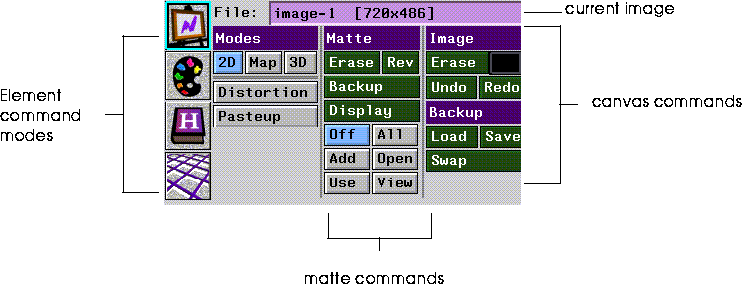 File: image-1 [720x486]
current image
Modes Matte Image
2D Map 3D Erase Rev Erase
Distortion Backup Undo Redo
Pasteup Display Backup
Off All Load Save
Add Open Swap
Use View
Element
command
modes
canvas commands
matte commands
H